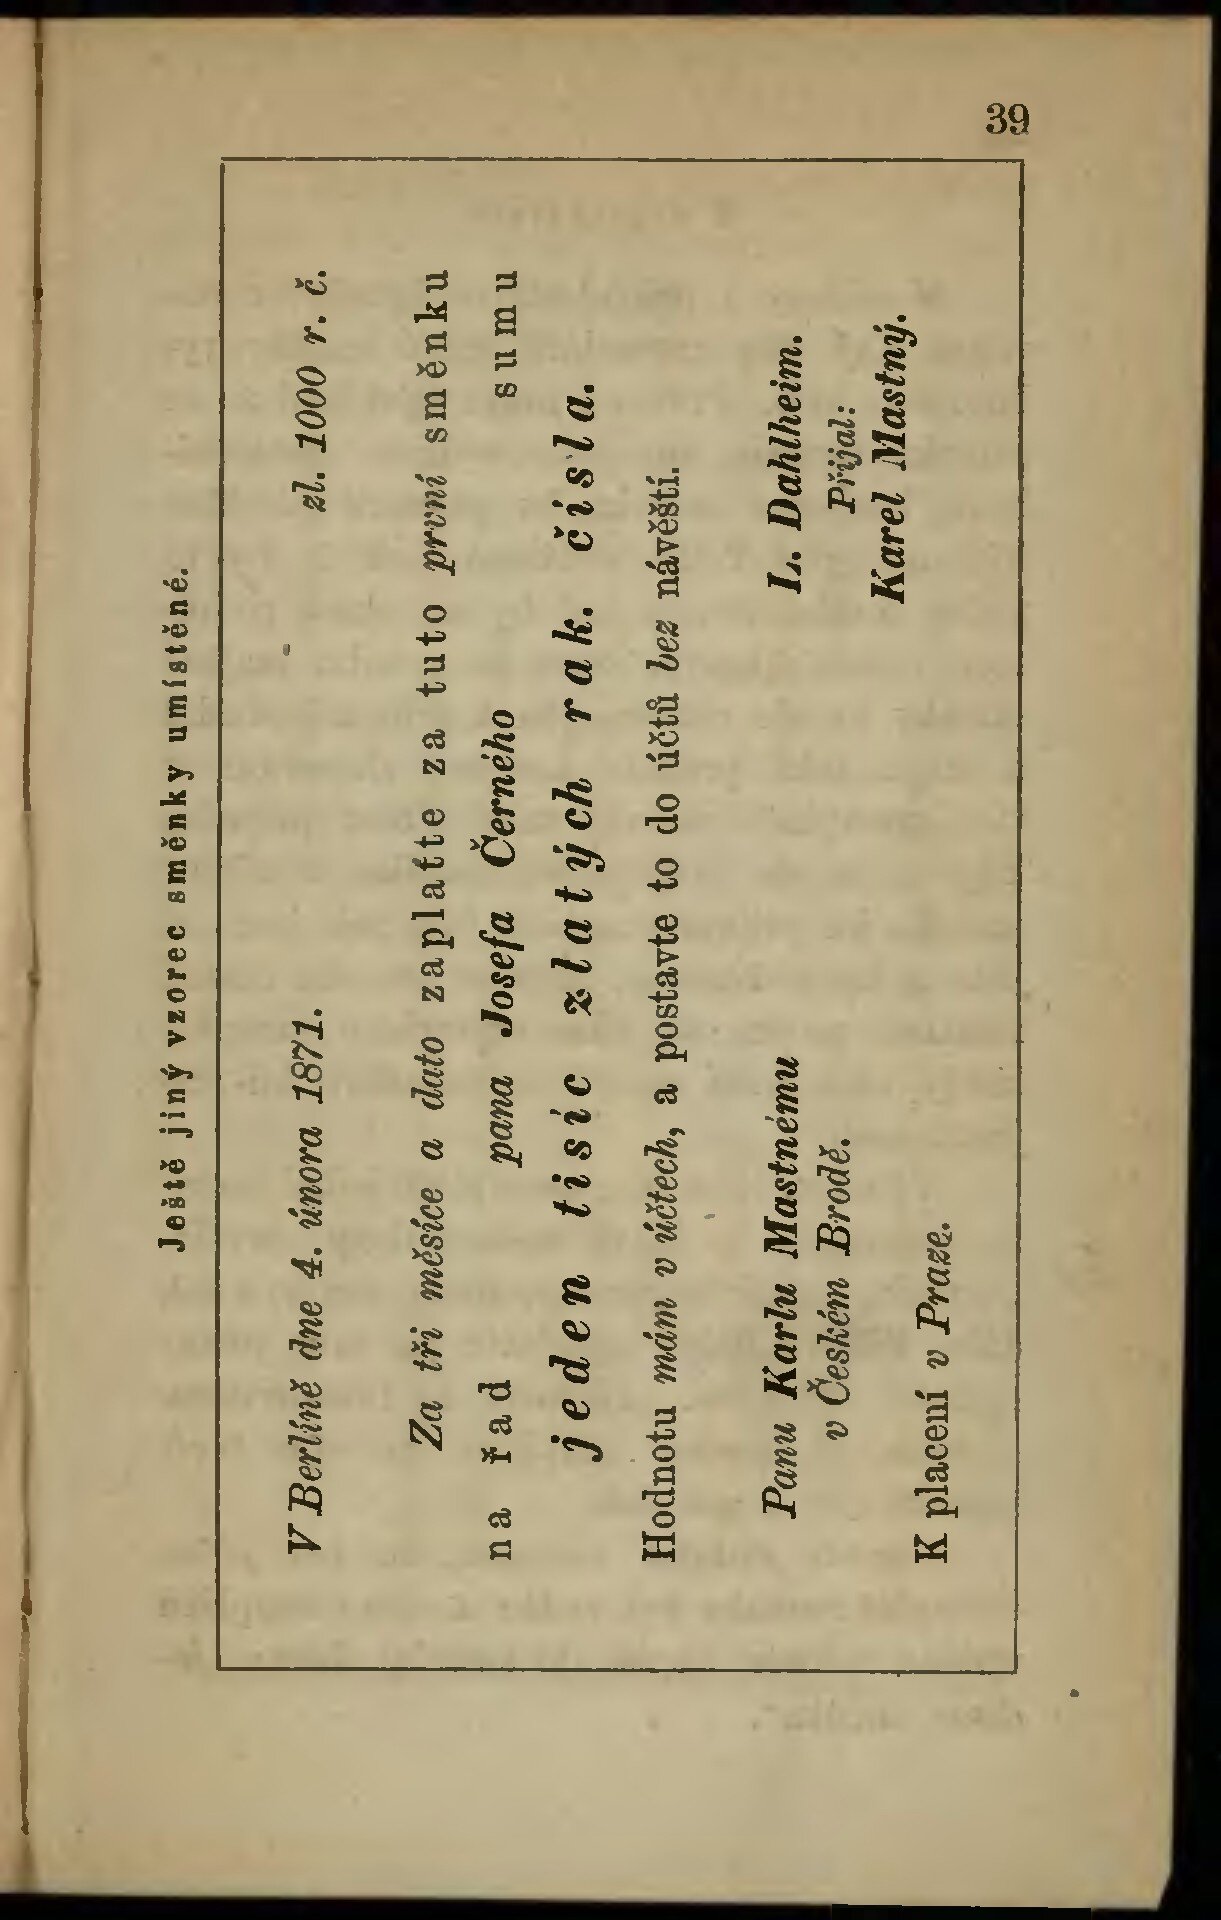 39
Ještě jiný vzorec směnky umístěné.
V Berlíně dne 4. února 1871. zl. 1000 r. č.
Za tři měsíce a dato zaplaťte za tuto první směnku
na řad pana Josefa Černého sumu
jeden tisíc zlatých rak. čísla.
Hodnotu mám v účtech, a postavte to do účtů bez návěští.
Panu Karlu Mastnému L. Dahlheim.
v Českém Brodě. Přijal:
Karel Mastný.
K placení v Praze.